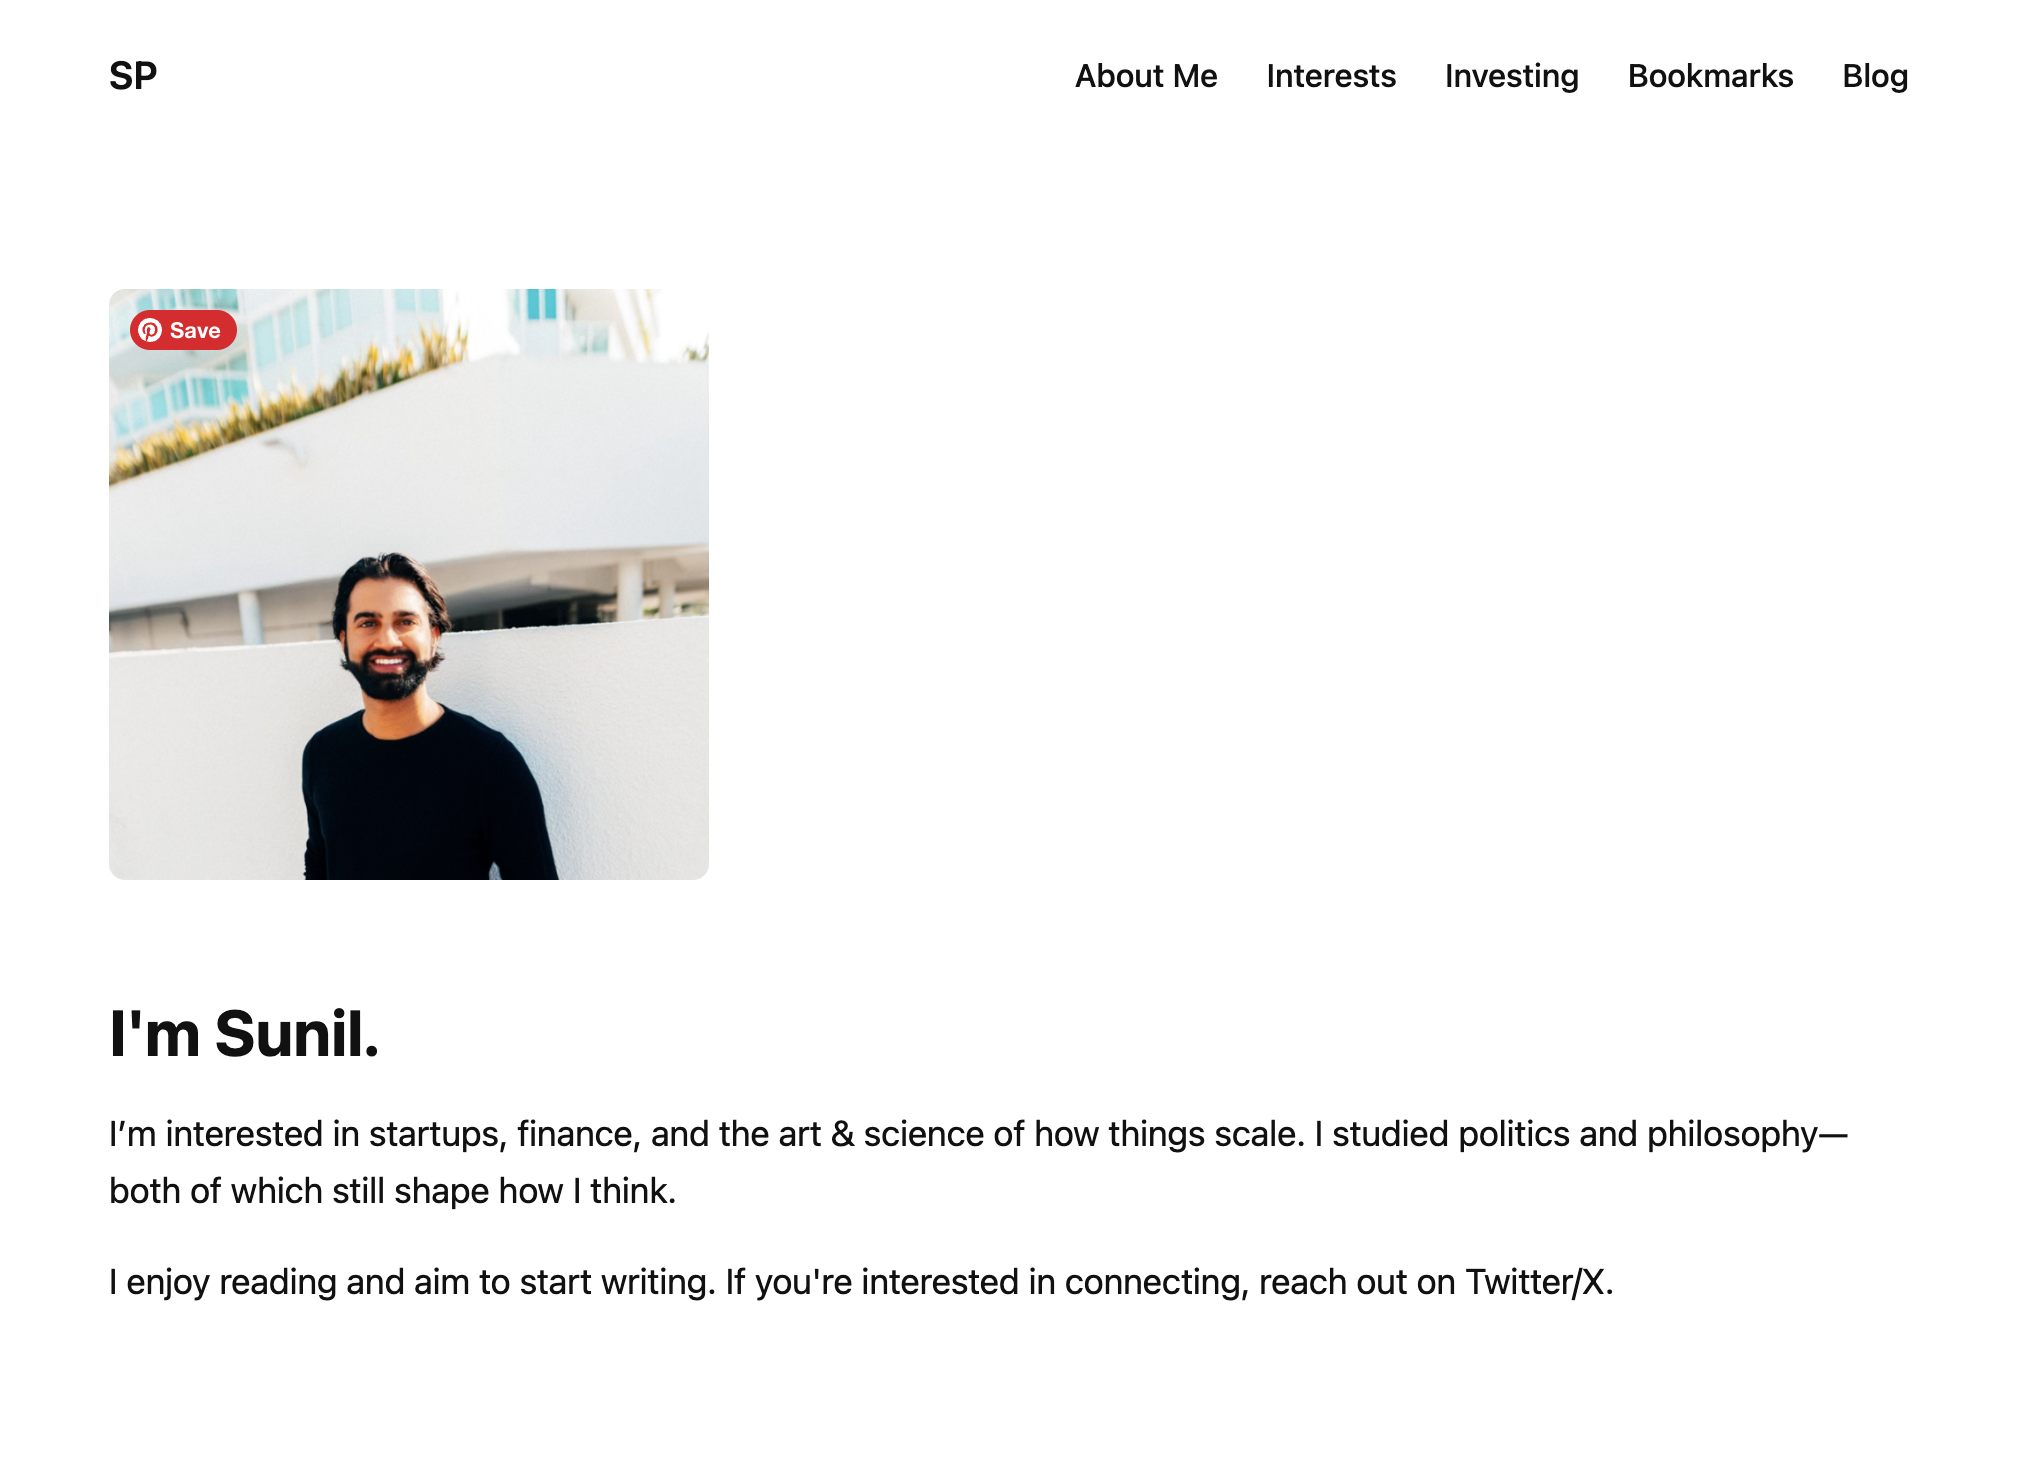 SP
About Me Interests Investing Bookmarks Blog
Save
I'm Sunil.
I’m interested in startups, finance, and the art & science of how things scale. I studied politics and philosophy—
both of which still shape how I think.
I enjoy reading and aim to start writing. If you're interested in connecting, reach out on Twitter/X.